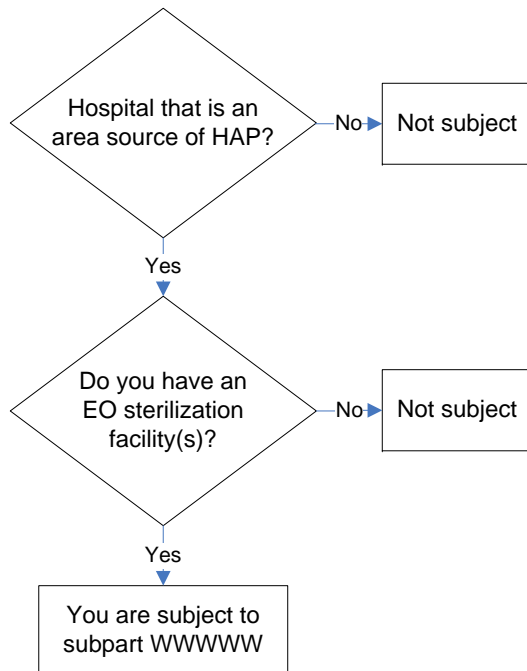 Hospital that is an
area source of HAP?
No
Not subject
Yes
Do you have an
EO sterilization
facility(s)?
No
Not subject
Yes
You are subject to
subpart WWWWW